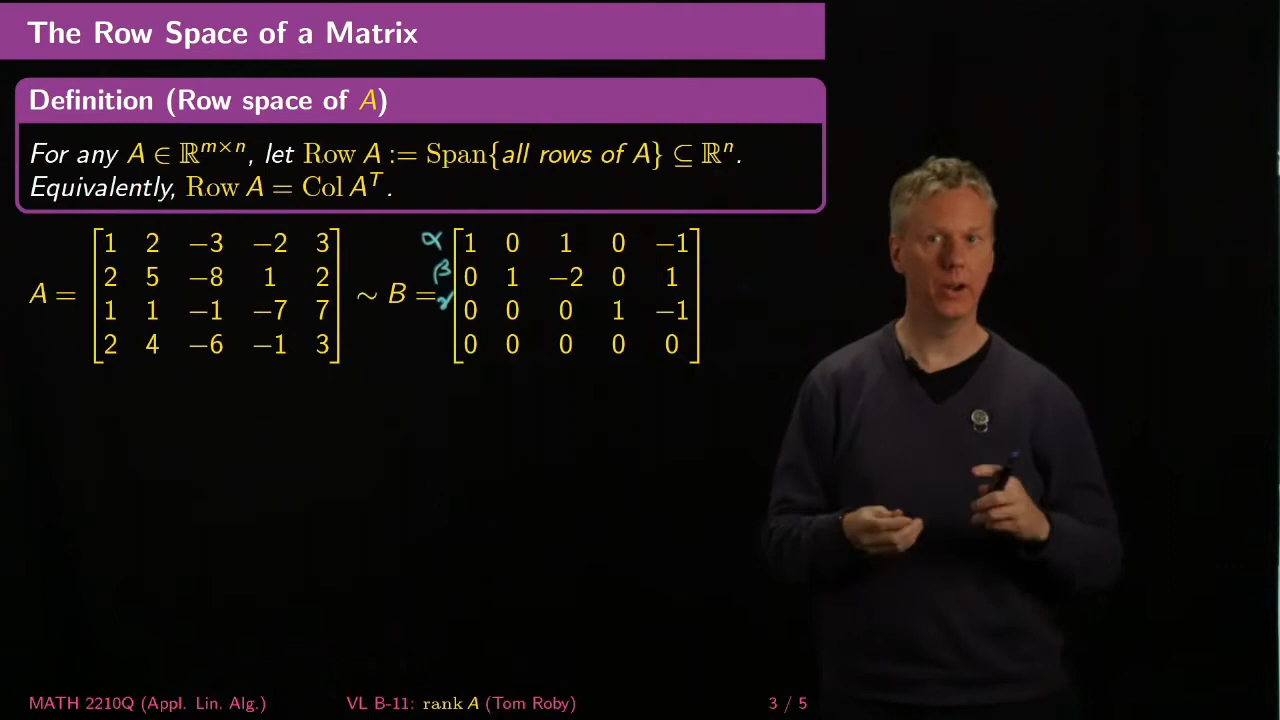 The Row Space of a Matrix
Definition (Row space of A)
For any A ∈ ℝᵐˣⁿ, let Row A := Span{all rows of A} ⊆ ℝⁿ.
Equivalently, Row A = Col Aᵀ.
A = [1 2 −3 −2 3; 2 5 −8 1 2; 1 1 −1 −7 7; 2 4 −6 −1 3] ∼ B = [α 1 0 1 0 −1; β 0 1 −2 0 1; γ 0 0 0 1 −1; 0 0 0 0 0]
MATH 2210Q (Appl. Lin. Alg.) VL B-11: rank A (Tom Roby) 3 / 5